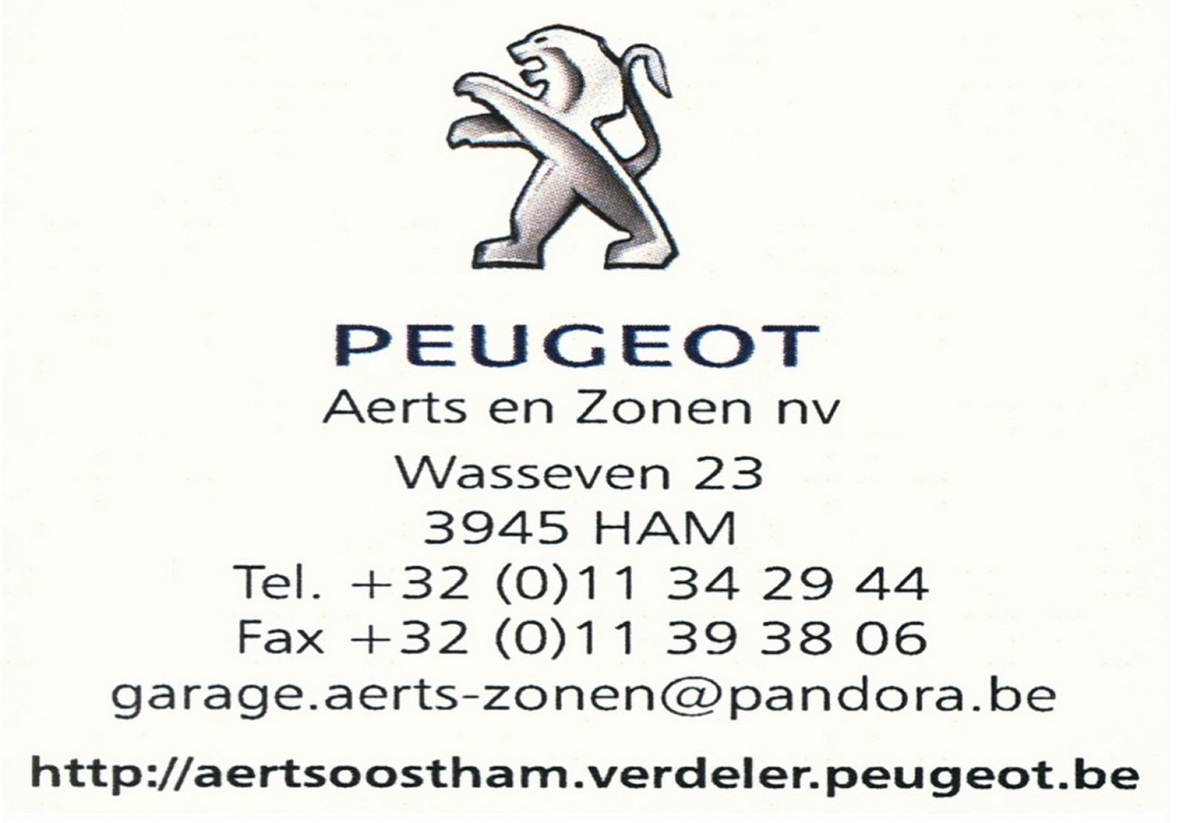 PEUGEOT
Aerts en Zonen nv
Wasseven 23
3945 HAM
Tel. +32 (0)11 34 29 44
Fax +32 (0)11 39 38 06
garage.aerts-zonen@pandora.be
http://aertsoostham.verdeler.peugeot.be